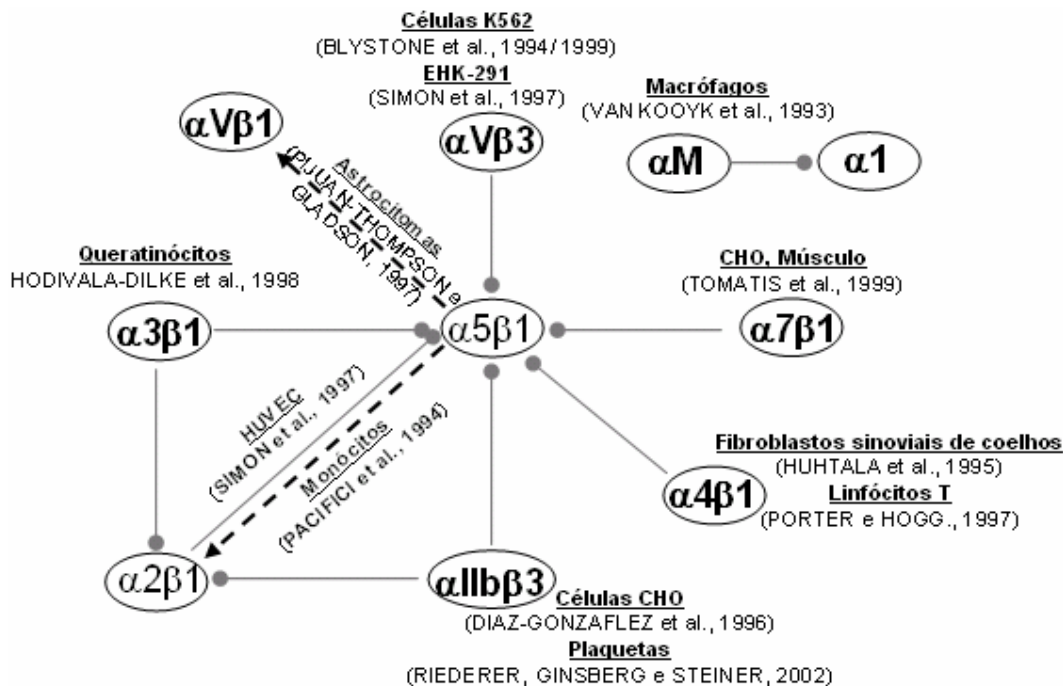 Células K562
(BLYSTONE et al., 1994/1999)
EHK-291
(SIMON et al., 1997)
Macrófagos
(VAN KOOYK et al., 1993)
αVβ1
αVβ3
αM
α1
Astrocitomas
(PIJUAN-THOMPSON e
GLADSON, 1997)
Queratinócitos
HODIVALA-DILKE et al., 1998
CHO, Músculo
(TOMATIS et al., 1999)
α3β1
α5β1
α7β1
HUVEC
(SIMON et al., 1997)
Monócitos
(PACIFICI et al., 1994)
Fibroblastos sinoviais de coelhos
(HUHTALA et al., 1995)
α4β1
Linfócitos T
(PORTER e HOGG., 1997)
α2β1
αIIbβ3
Células CHO
(DIAZ-GONZAFLEZ et al., 1996)
Plaquetas
(RIEDERER, GINSBERG e STEINER, 2002)